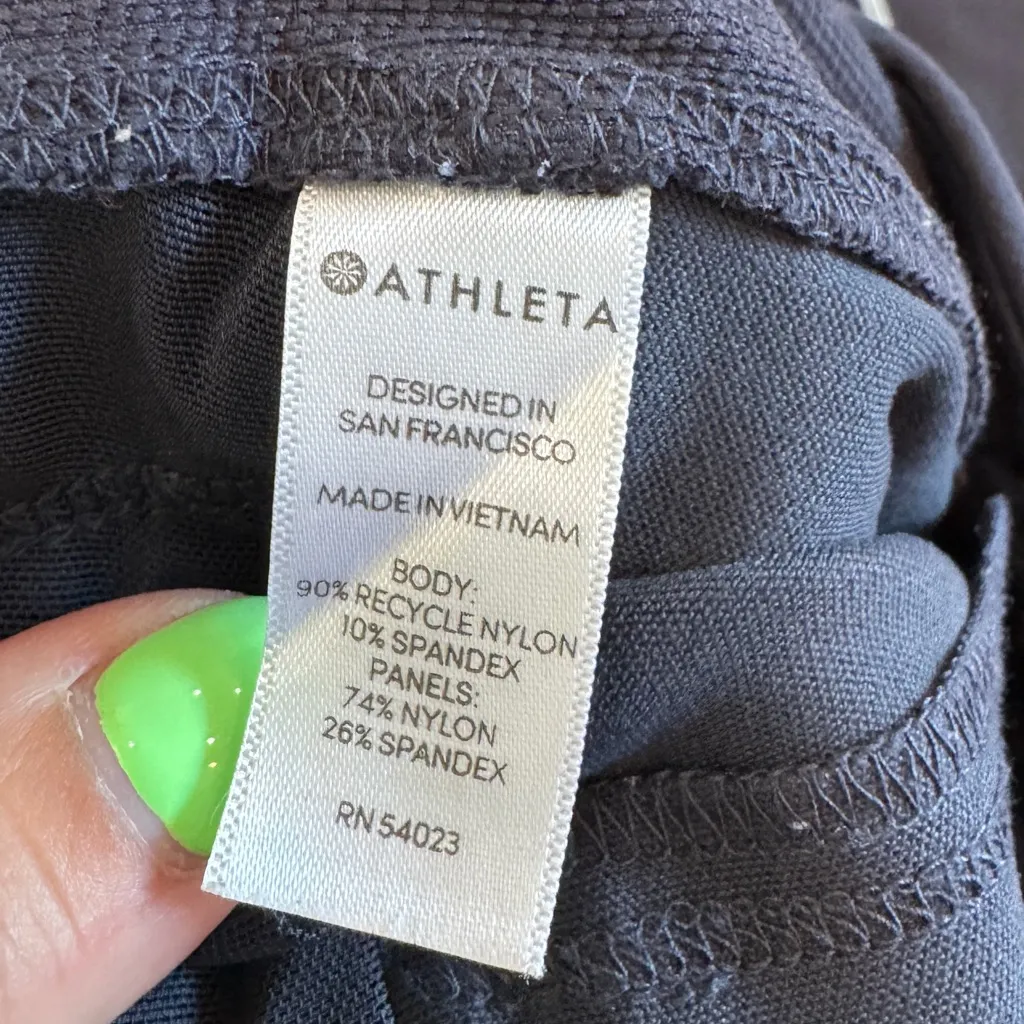 ATHLETA
DESIGNED IN
SAN FRANCISCO
MADE IN VIETNAM
BODY:
90% RECYCLE NYLON
10% SPANDEX
PANELS:
74% NYLON
26% SPANDEX
RN 54023